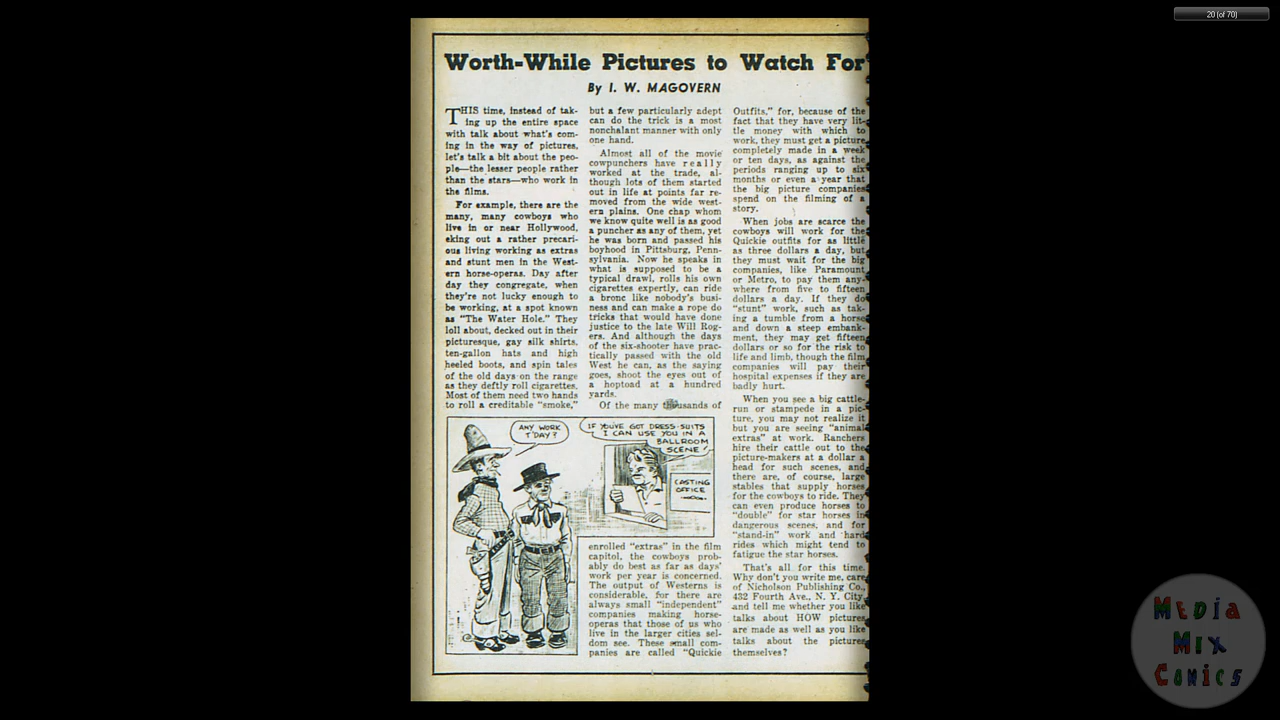 20 (of 70)
Worth-While Pictures to Watch For
By I. W. MAGOVERN
THIS time, instead of tak-
ing up the entire space
with talk about what's com-
ing in the way of pictures,
let's talk a bit about the peo-
ple—the lesser people rather
than the stars—who work in
the films.
For example, there are the
many, many cowboys who
live in or near Hollywood,
eking out a rather precari-
ous living working as extras
and stunt men in the West-
ern horse-operas. Day after
day they congregate, when
they're not lucky enough to
be working, at a spot known
as "The Water Hole." They
loll about, decked out in their
picturesque, gay silk shirts,
ten-gallon hats and high
heeled boots, and spin tales
of the old days on the range
as they deftly roll cigarettes.
Most of them need two hands
to roll a creditable "smoke,"
but a few particularly adept
can do the trick is a most
nonchalant manner with only
one hand.
Almost all of the movie
cowpunchers have really
worked at the trade, al-
though lots of them started
out in life at points far re-
moved from the wide west-
ern plains. One chap whom
we know quite well is as good
a puncher as any of them, yet
he was born and passed his
boyhood in Pittsburg, Penn-
sylvania. Now he speaks in
what is supposed to be a
typical drawl, rolls his own
cigarettes expertly, can ride
a bronc like nobody's busi-
ness and can make a rope do
tricks that would have done
justice to the late Will Rog-
ers. And although the days
of the six-shooter have prac-
tically passed with the old
West he can, as the saying
goes, shoot the eyes out of
a hoptoad at a hundred
yards.
Of the many thousands of
ANY WORK
T'DAY?
IF YOU'VE GOT DRESS-SUITS
I CAN USE YOU IN A
BALLROOM
SCENE!
CASTING
OFFICE
enrolled "extras" in the film
capitol, the cowboys prob-
ably do best as far as days'
work per year is concerned.
The output of Westerns is
considerable, for there are
always small "independent"
companies making horse-
operas that those of us who
live in the larger cities sel-
dom see. These small com-
panies are called "Quickie
Outfits," for, because of the
fact that they have very lit-
tle money with which to
work, they must get a picture
completely made in a week
or ten days, as against the
periods ranging up to six
months or even a year that
the big picture companies
spend on the filming of a
story.
When jobs are scarce the
cowboys will work for the
Quickie outfits for as little
as three dollars a day, but
they must wait for the big
companies, like Paramount
or Metro, to pay them any-
where from five to fifteen
dollars a day. If they do
"stunt" work, such as tak-
ing a tumble from a horse
and down a steep embank-
ment, they may get fifteen
dollars or so for the risk to
life and limb, though the film
companies will pay their
hospital expenses if they are
badly hurt.
When you see a big cattle-
run or stampede in a pic-
ture, you may not realize it
but you are seeing "animal
extras" at work. Ranchers
hire their cattle out to the
picture-makers at a dollar a
head for such scenes, and
there are, of course, large
stables that supply horses
for the cowboys to ride. They
can even produce horses to
"double" for star horses in
dangerous scenes, and for
"stand-in" work and hard
rides which might tend to
fatigue the star horses.
That's all for this time.
Why don't you write me, care
of Nicholson Publishing Co.,
432 Fourth Ave., N. Y. City,
and tell me whether you like
talks about HOW pictures
are made as well as you like
talks about the pictures
themselves?
MEDIA
MIX
COMICS